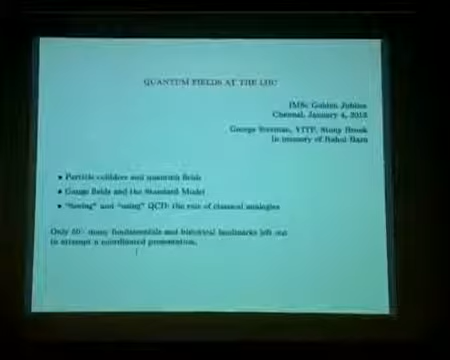 QUANTUM FIELDS AT THE LHC
IMSc Golden Jubilee
Chennai, January 4, 2012
George Sterman, YITP, Stony Brook
In memory of Rahul Basu
• Particle colliders and quantum fields
• Gauge fields and the Standard Model
• "Seeing" and "using" QCD: the role of classical analogies
Only 60: many fundamentals and historical landmarks left out
to attempt a coordinated presentation.